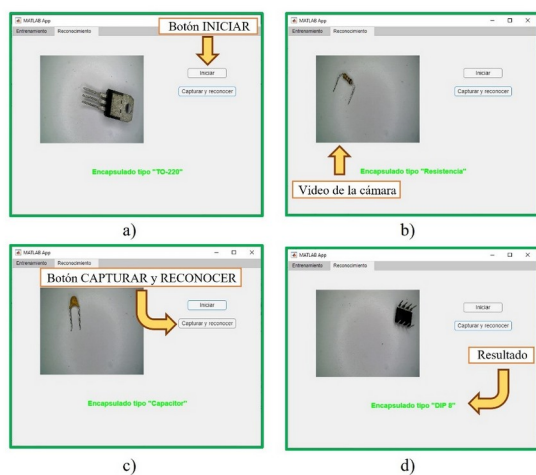 MATLAB App
Entrenamiento Reconocimiento
Botón INICIAR
Iniciar
Capturar y reconocer
Encapsulado tipo "TO-220"
a)
MATLAB App
Entrenamiento Reconocimiento
Iniciar
Capturar y reconocer
Encapsulado tipo "Resistencia"
Video de la cámara
b)
MATLAB App
Entrenamiento Reconocimiento
Botón CAPTURAR y RECONOCER
Iniciar
Capturar y reconocer
Encapsulado tipo "Capacitor"
c)
MATLAB App
Entrenamiento Reconocimiento
Iniciar
Capturar y reconocer
Resultado
Encapsulado tipo "DIP 8"
d)